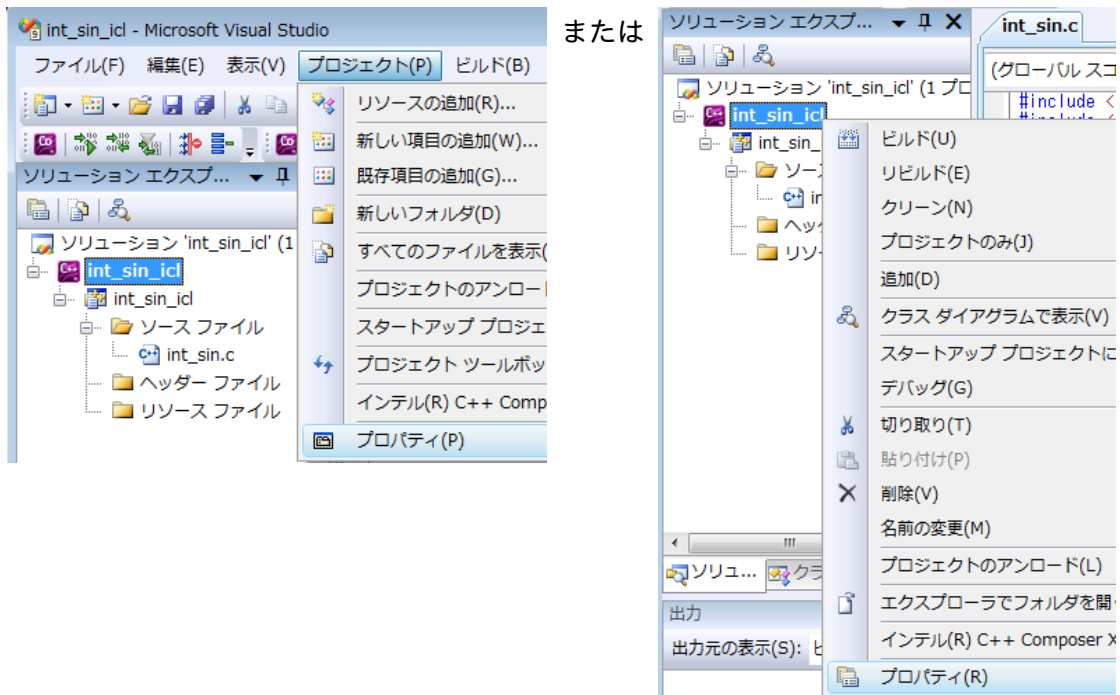 int_sin_icl - Microsoft Visual Studio
ファイル(F) 編集(E) 表示(V) プロジェクト(P) ビルド(B)
リソースの追加(R)...
新しい項目の追加(W)...
既存項目の追加(G)...
新しいフォルダ(D)
すべてのファイルを表示(
プロジェクトのアンロー
スタートアップ プロジェ
プロジェクト ツールボッ
インテル(R) C++ Comp
プロパティ(P)
ソリューション エクスプ...
ソリューション 'int_sin_icl' (1
int_sin_icl
int_sin_icl
ソース ファイル
int_sin.c
ヘッダー ファイル
リソース ファイル
または
ソリューション エクスプ...
int_sin.c
(グローバル スコ
#include <
#include <
ソリューション 'int_sin_icl' (1 プロ
int_sin_icl
int_sin_
ソー
in
ヘッ
リソ
ビルド(U)
リビルド(E)
クリーン(N)
プロジェクトのみ(J)
追加(D)
クラス ダイアグラムで表示(V)
スタートアップ プロジェクトに
デバッグ(G)
切り取り(T)
貼り付け(P)
削除(V)
名前の変更(M)
プロジェクトのアンロード(L)
エクスプローラでフォルダを開
インテル(R) C++ Composer X
プロパティ(R)
ソリュ... クラ
出力
出力元の表示(S): ビ